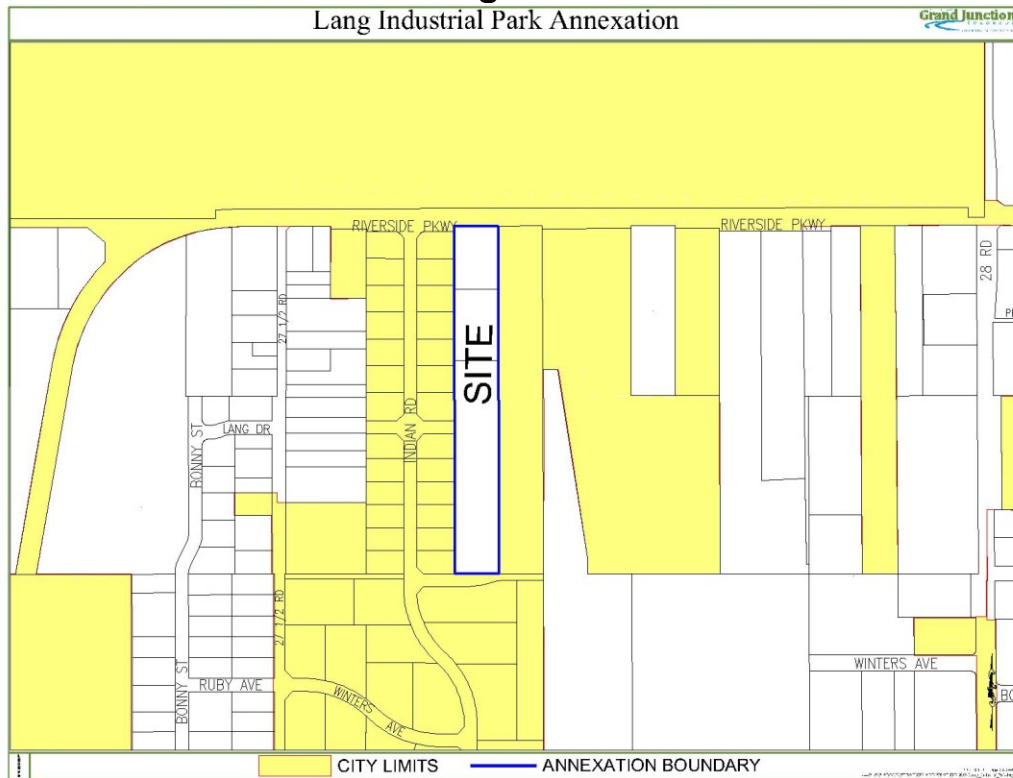 Lang Industrial Park Annexation
Grand Junction
RIVERSIDE PKWY
RIVERSIDE PKWY
28 RD
27 1/2 RD
SITE
INDIAN RD
LANG DR
BONNY ST
27 1/2 RD
WINTERS AVE
BONNY ST
RUBY AVE
WINTERS AVE
CITY LIMITS
ANNEXATION BOUNDARY